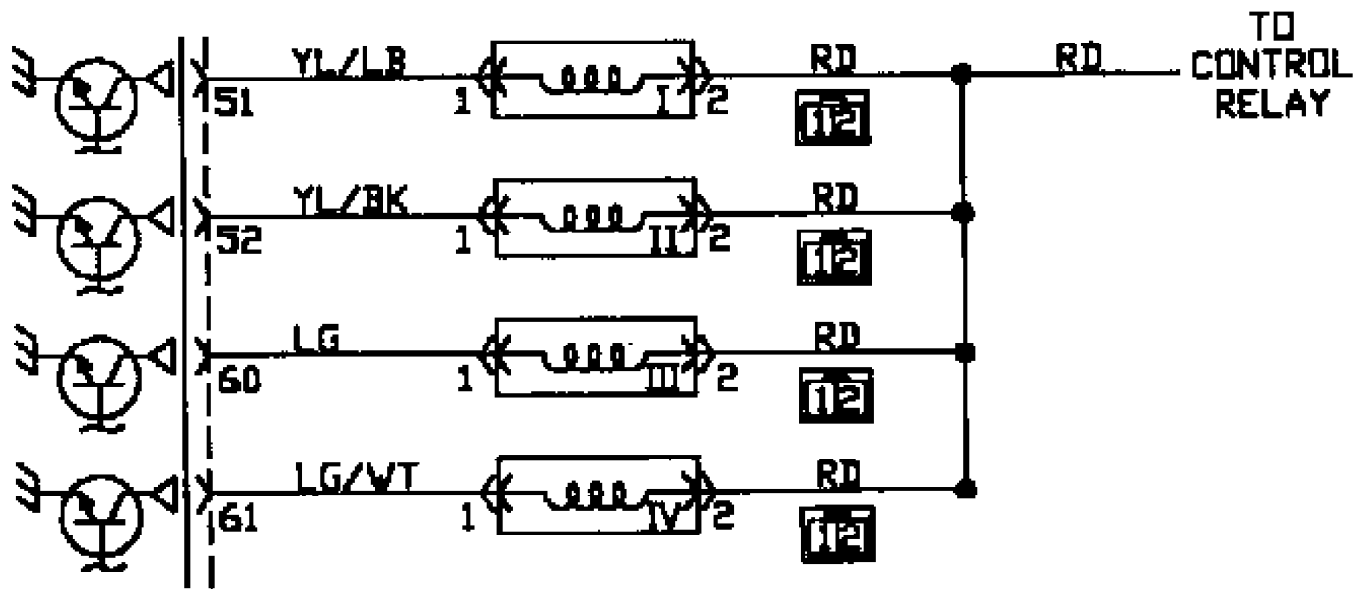 YL/LB RD RD TO
CONTROL
RELAY
51 1 I 2 12
YL/BK RD
52 1 II 2 12
LG RD
60 1 III 2 12
LG/WT RD
61 1 IV 2 12